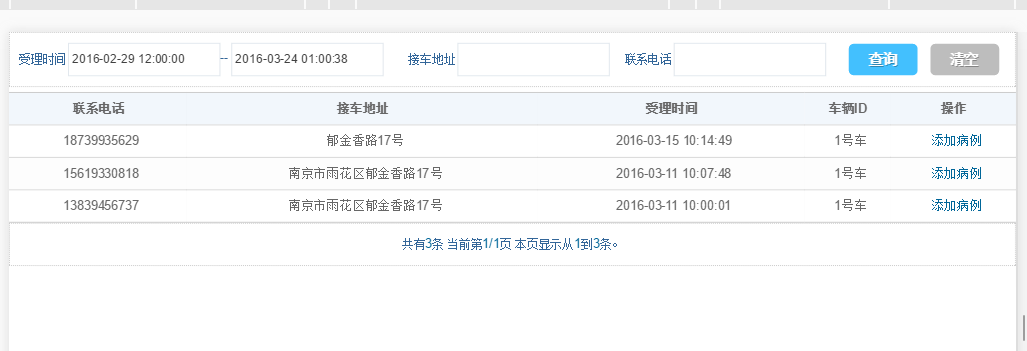 受理时间 2016-02-29 12:00:00 -- 2016-03-24 01:00:38 接车地址 联系电话 查询 清空
联系电话 接车地址 受理时间 车辆ID 操作
18739935629 郁金香路17号 2016-03-15 10:14:49 1号车 添加病例
15619330818 南京市雨花区郁金香路17号 2016-03-11 10:07:48 1号车 添加病例
13839456737 南京市雨花区郁金香路17号 2016-03-11 10:00:01 1号车 添加病例
共有3条 当前第1/1页 本页显示从1到3条。